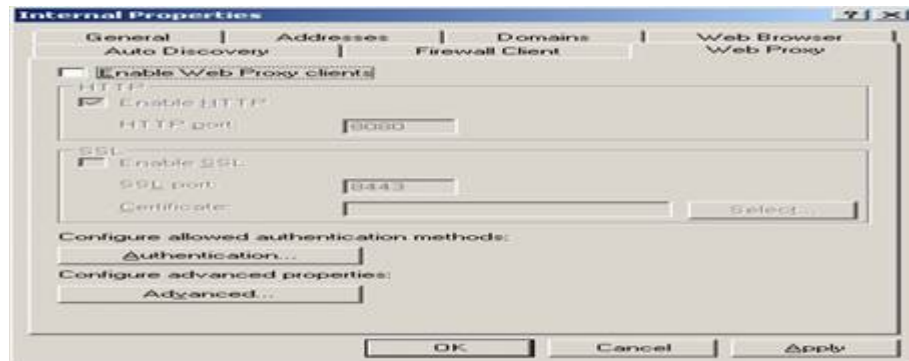 Internal Properties
General Addresses Domains Web Browser
Auto Discovery Firewall Client Web Proxy
Enable Web Proxy clients
HTTP
Enable HTTP
HTTP port: 8080
SSL
Enable SSL
SSL port: 8443
Certificate: Select...
Configure allowed authentication methods:
Authentication...
Configure advanced properties:
Advanced...
OK Cancel Apply